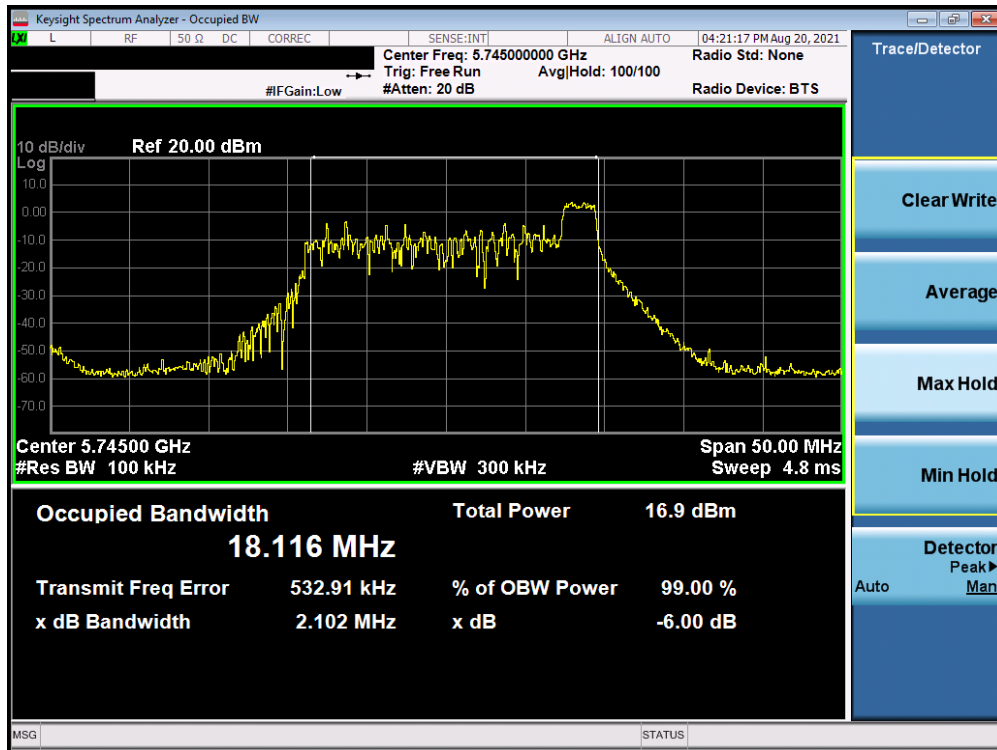 Keysight Spectrum Analyzer - Occupied BW
LXI L RF 50 Ω DC CORREC SENSE:INT ALIGN AUTO 04:21:17 PM Aug 20, 2021
Center Freq: 5.745000000 GHz Radio Std: None
Trig: Free Run Avg|Hold: 100/100
#IFGain:Low #Atten: 20 dB Radio Device: BTS
Trace/Detector
10 dB/div Ref 20.00 dBm
Log
10.0
0.00
-10.0
-20.0
-30.0
-40.0
-50.0
-60.0
-70.0
Center 5.74500 GHz Span 50.00 MHz
#Res BW 100 kHz #VBW 300 kHz Sweep 4.8 ms
Occupied Bandwidth Total Power 16.9 dBm
18.116 MHz
Transmit Freq Error 532.91 kHz % of OBW Power 99.00 %
x dB Bandwidth 2.102 MHz x dB -6.00 dB
Clear Write
Average
Max Hold
Min Hold
Detector
Peak▶
Auto Man
MSG STATUS